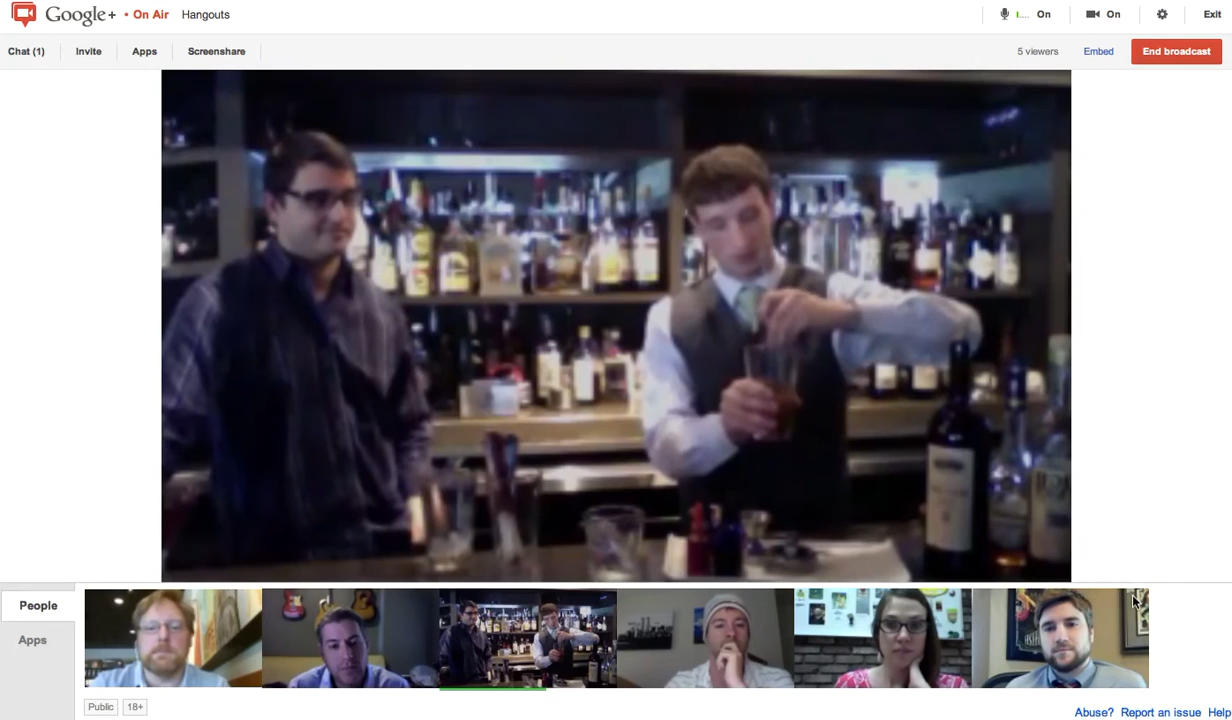 Google+ • On Air Hangouts
On
On
Exit
Chat (1) Invite Apps Screenshare
5 viewers Embed End broadcast
People
Apps
Public 18+
Abuse? Report an issue Help